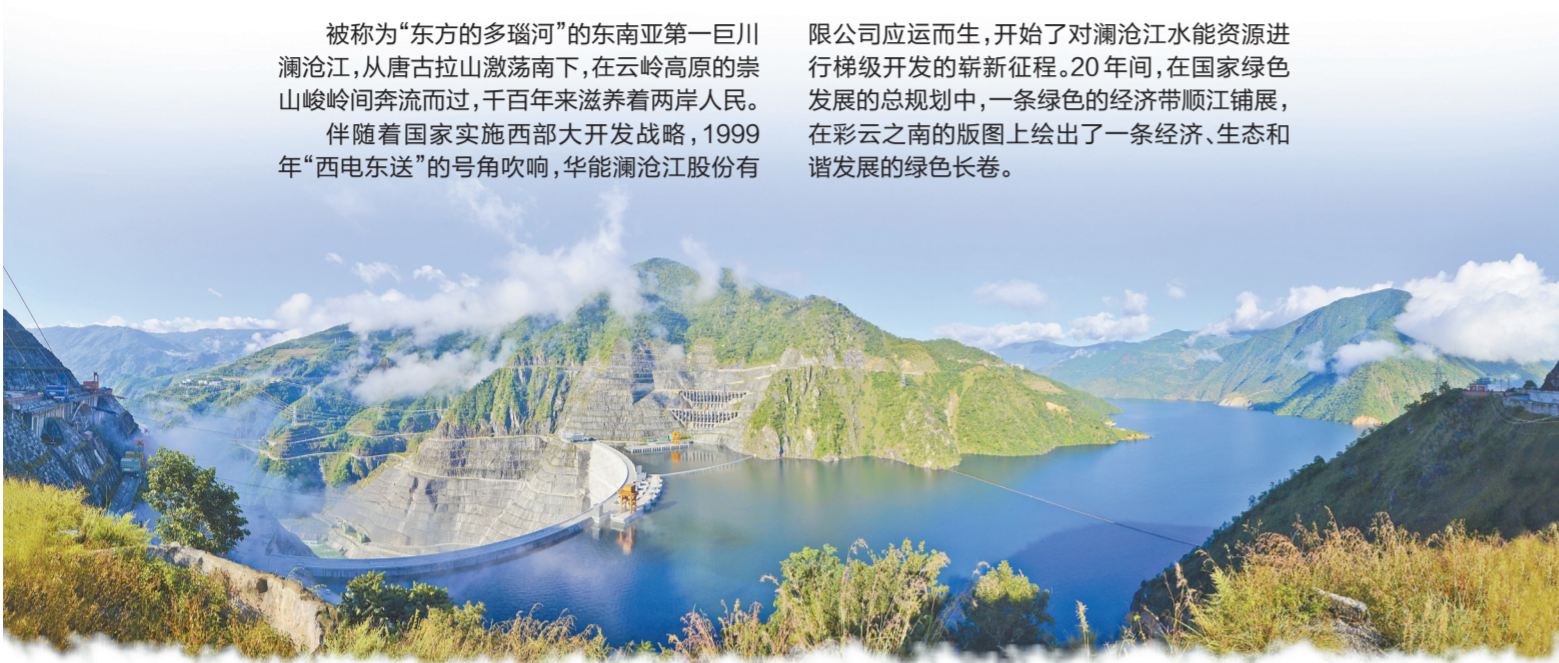 被称为“东方的多瑙河”的东南亚第一巨川
澜沧江,从唐古拉山激荡南下,在云岭高原的崇
山峻岭间奔流而过,千百年来滋养着两岸人民。
伴随着国家实施西部大开发战略,1999
年“西电东送”的号角吹响,华能澜沧江股份有
限公司应运而生,开始了对澜沧江水能资源进
行梯级开发的崭新征程。20年间,在国家绿色
发展的总规划中,一条绿色的经济带顺江铺展,
在彩云之南的版图上绘出了一条经济、生态和
谐发展的绿色长卷。